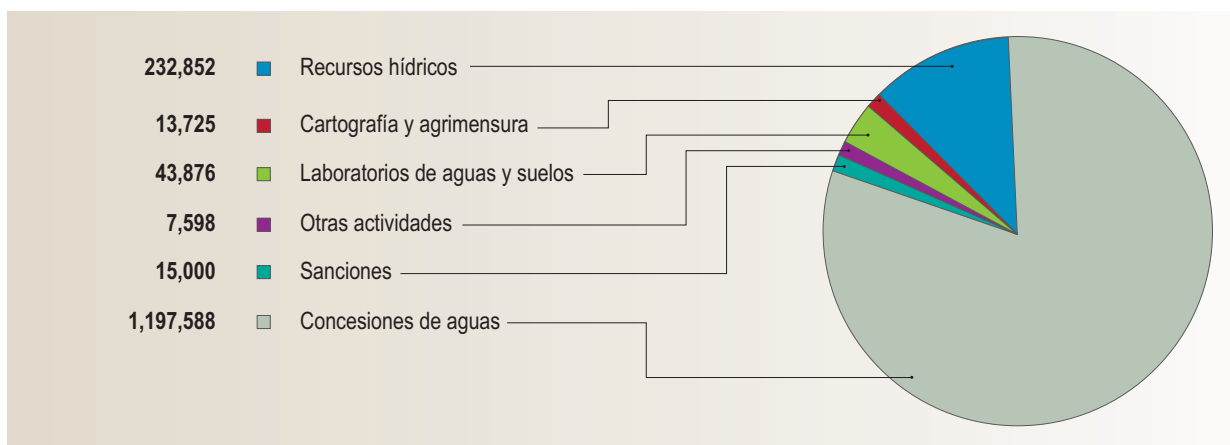 232,852 Recursos hídricos
13,725 Cartografía y agrimensura
43,876 Laboratorios de aguas y suelos
7,598 Otras actividades
15,000 Sanciones
1,197,588 Concesiones de aguas